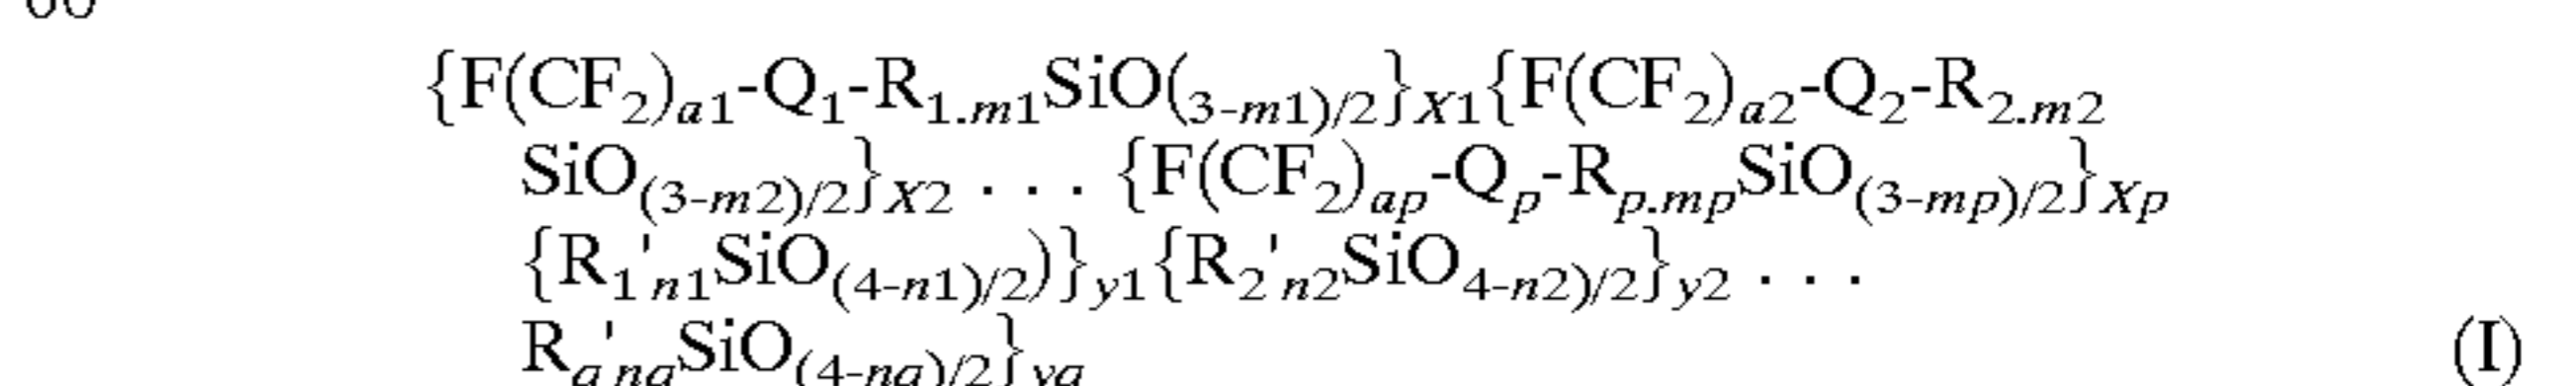 60
{F(CF₂)ₐ₁-Q₁-R₁.ₘ₁SiO(₃₋ₘ₁)/₂}X1{F(CF₂)ₐ₂-Q₂-R₂.ₘ₂
SiO₍₃₋ₘ₂₎/₂}X2 . . . {F(CF₂)ₐₚ-Qₚ-Rₚ.ₘₚSiO₍₃₋ₘₚ₎/₂}Xp
{R₁'ₙ₁SiO₍₄₋ₙ₁₎/₂)}y1{R₂'ₙ₂SiO₄₋ₙ₂₎/₂}y2 . . .
Rq'nqSiO(4-nq)/2}yq (I)